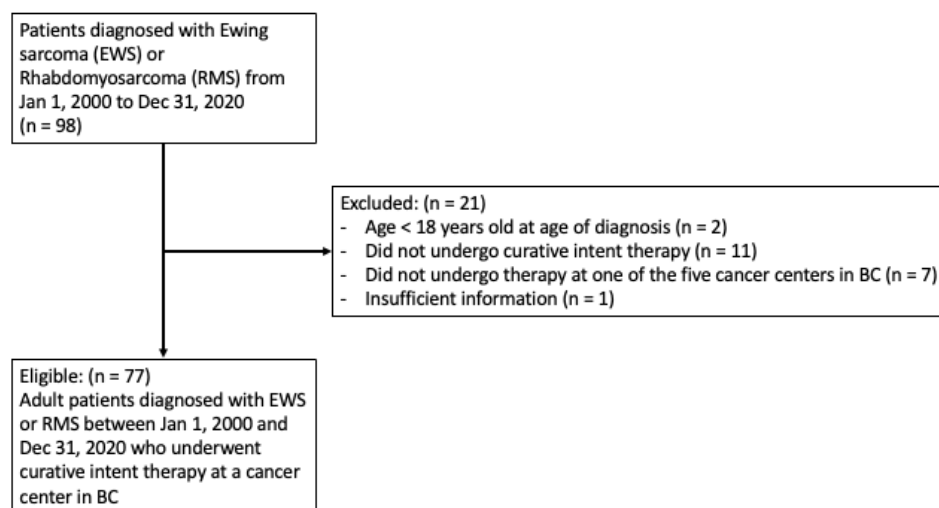 Patients diagnosed with Ewing
sarcoma (EWS) or
Rhabdomyosarcoma (RMS) from
Jan 1, 2000 to Dec 31, 2020
(n = 98)
Excluded: (n = 21)
- Age < 18 years old at age of diagnosis (n = 2)
- Did not undergo curative intent therapy (n = 11)
- Did not undergo therapy at one of the five cancer centers in BC (n = 7)
- Insufficient information (n = 1)
Eligible: (n = 77)
Adult patients diagnosed with EWS
or RMS between Jan 1, 2000 and
Dec 31, 2020 who underwent
curative intent therapy at a cancer
center in BC